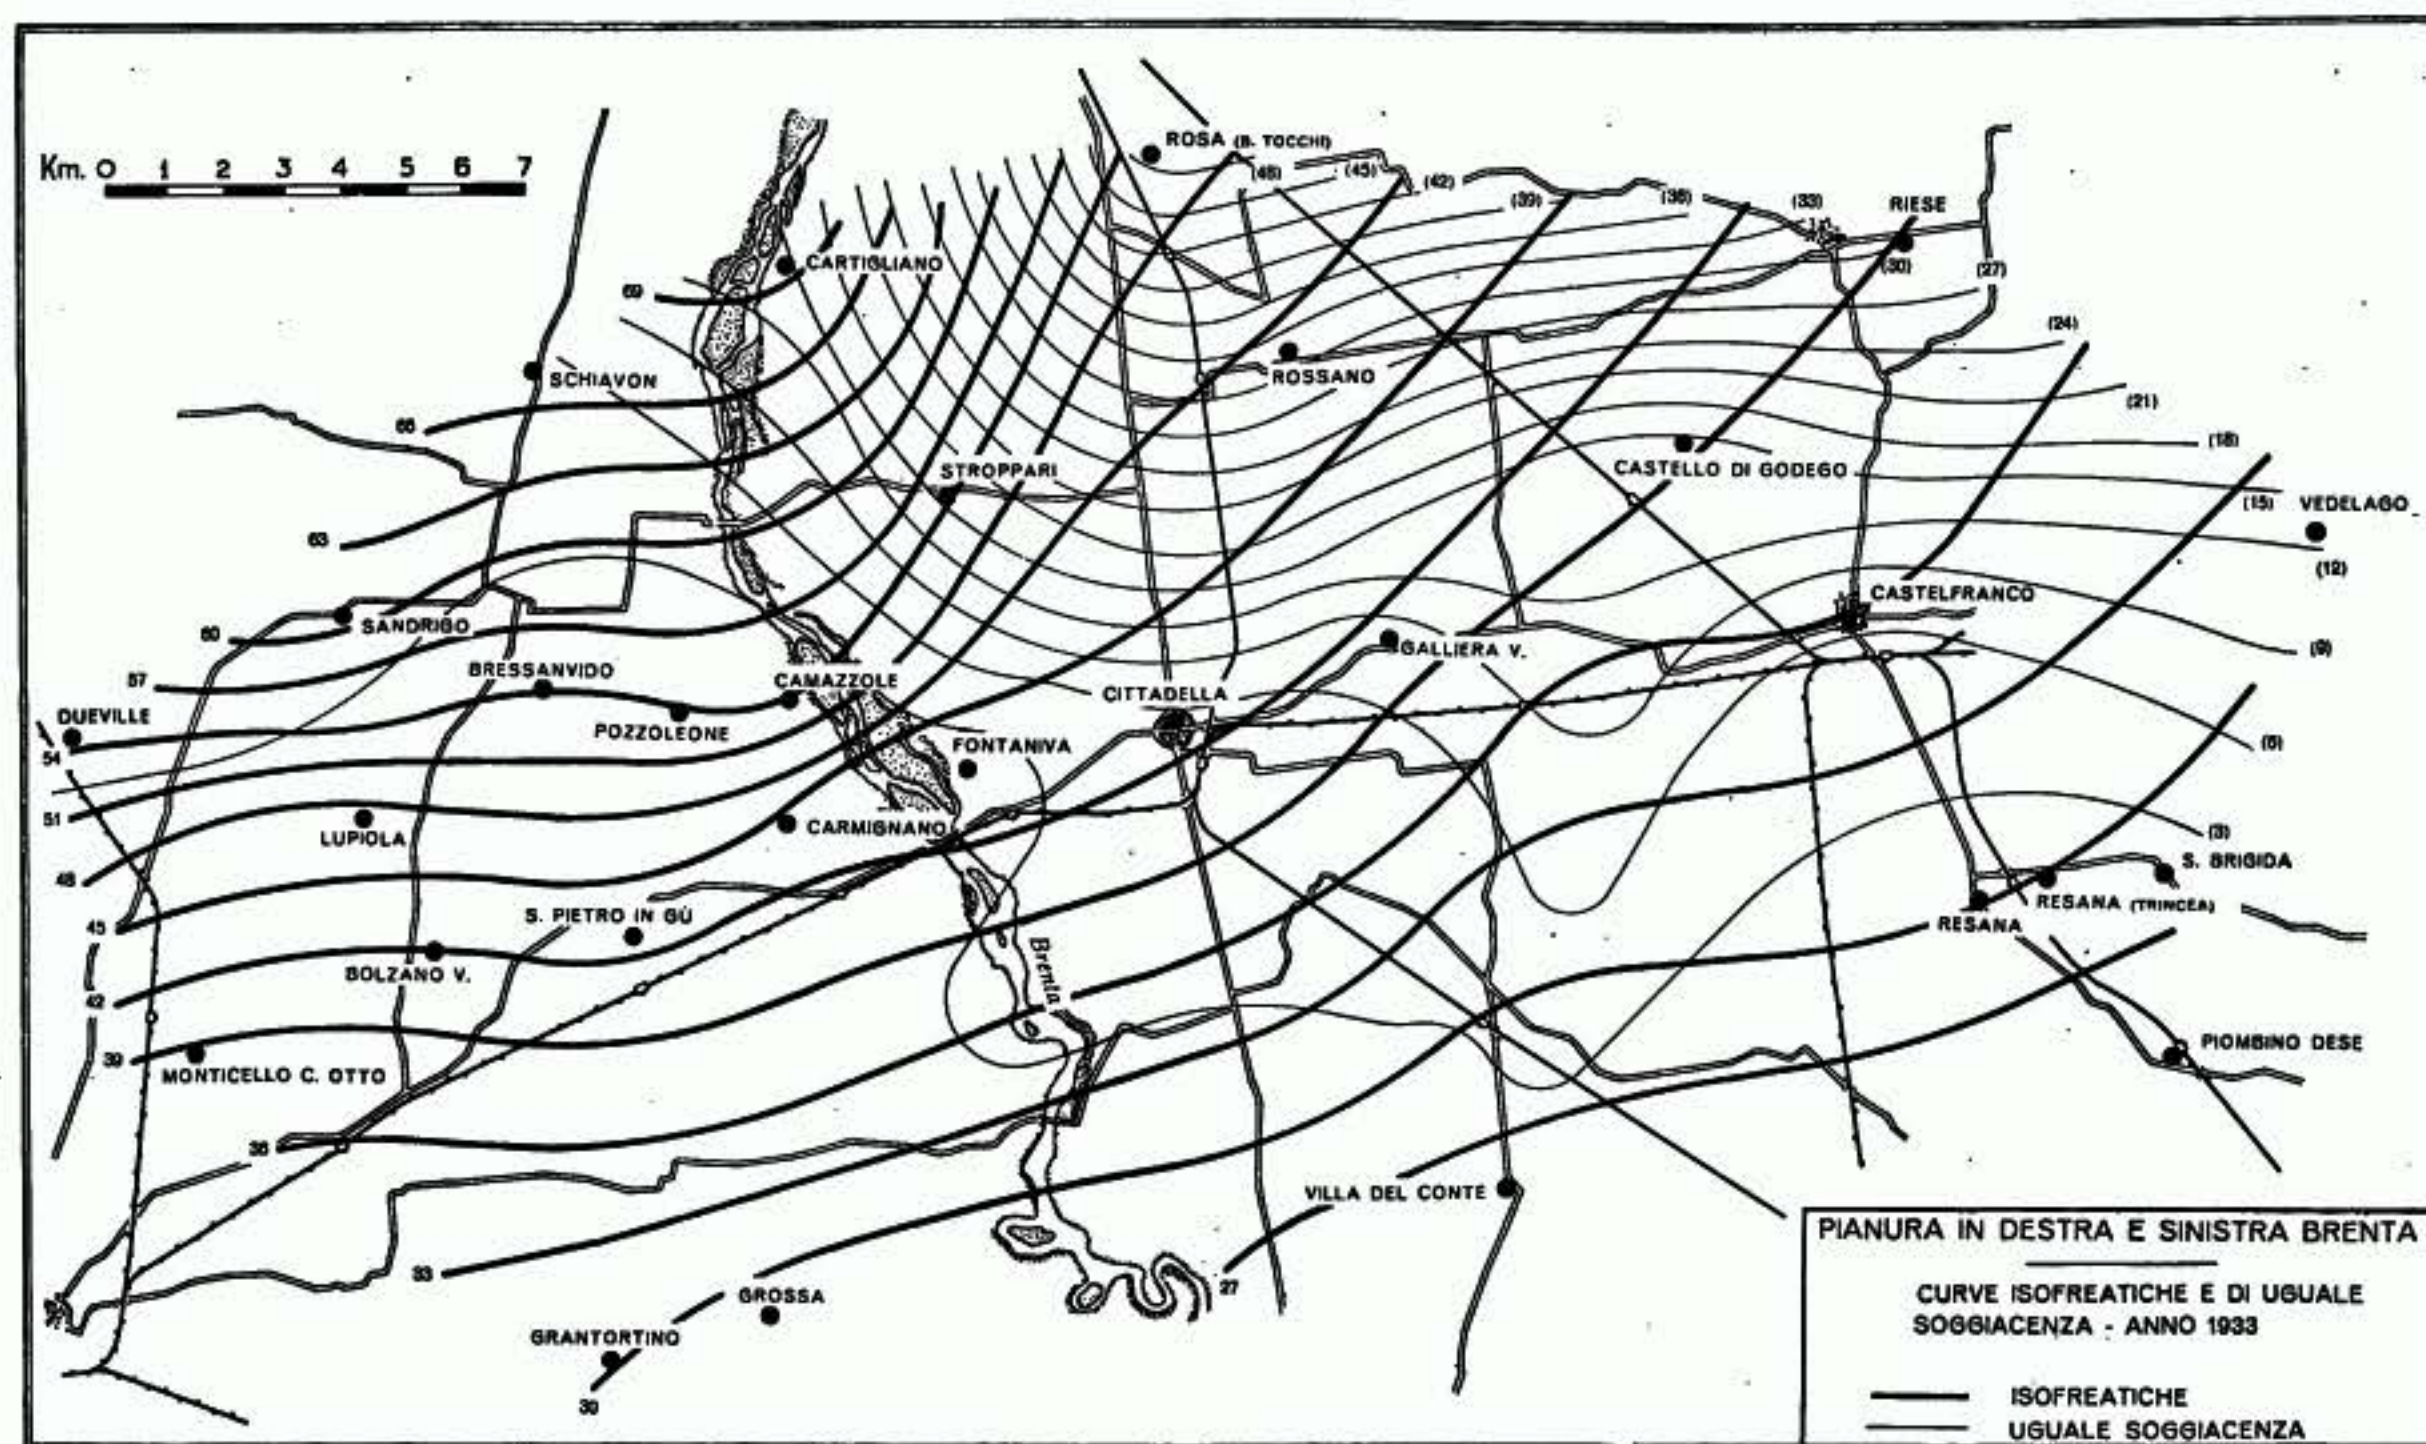 ROSA (B. TOCCHI)
Km. 0 1 2 3 4 5 6 7
(48) (45) (42) (39) (36) (33) RIESE
CARTIGLIANO
(30) (27)
69
(24)
SCHIAVON
ROSSANO
(21)
66
(18)
STROPPARI
CASTELLO DI GODEGO
(15) VEDELAGO
63
(12)
CASTELFRANCO
60 SANDRIGO
GALLIERA V.
(9)
BRESSANVIDO
57
CAMAZZOLE
CITTADELLA
DUEVILLE
POZZOLEONE
FONTANIVA
(6)
54
51
LUPIOLA
CARMIGNANO
(3)
S. BRIGIDA
48
RESANA (TRINCEA)
S. PIETRO IN GÙ
RESANA
45
BOLZANO V.
Brenta
42
PIOMBINO DESE
39
MONTICELLO C. OTTO
36
VILLA DEL CONTE
33
27
GROSSA
GRANTORTINO
30
PIANURA IN DESTRA E SINISTRA BRENTA
CURVE ISOFREATICHE E DI UGUALE
SOGGIACENZA - ANNO 1933
ISOFREATICHE
UGUALE SOGGIACENZA